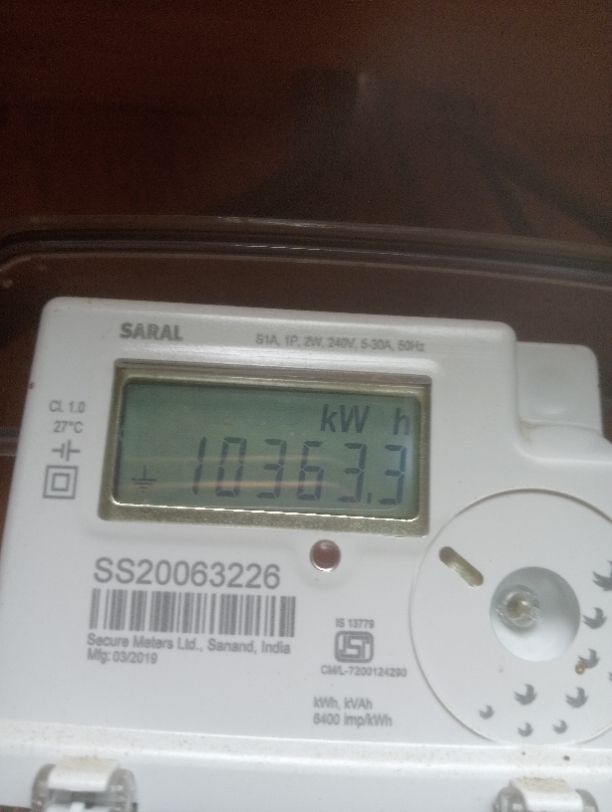 SARAL
S1A, 1P, 2W, 240V, 5-30A, 50Hz
Cl. 1.0
27°C
kW h
10363.3
SS20063226
Secure Meters Ltd., Sanand, India
Mfg: 03/2019
IS 13779
ISI
CM/L-7200124290
kWh, kVAh
6400 imp/kWh